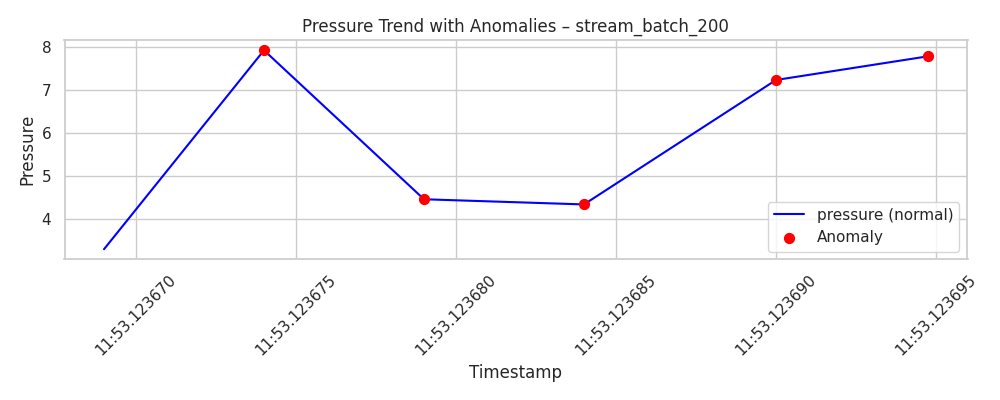 Pressure Trend with Anomalies – stream_batch_200
Pressure
8
7
6
5
4
pressure (normal)
Anomaly
11:53.123670
11:53.123675
11:53.123680
11:53.123685
11:53.123690
11:53.123695
Timestamp